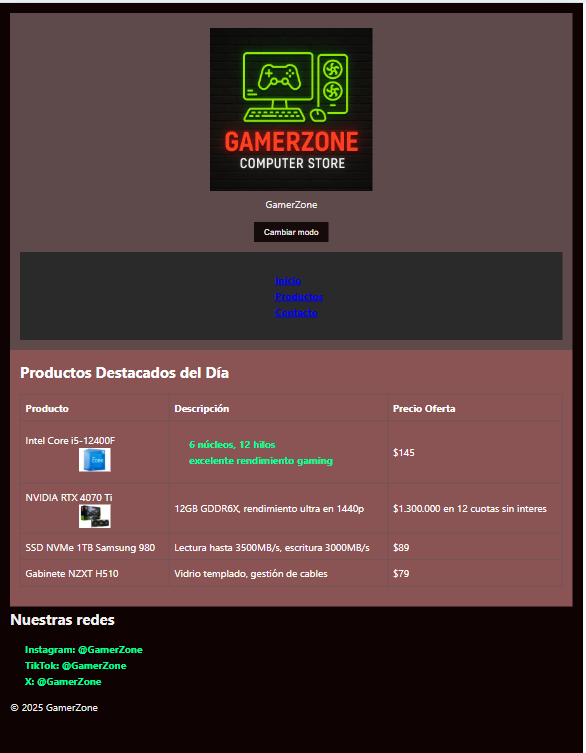 GAMERZONE
COMPUTER STORE
GamerZone
Cambiar modo
Inicio
Productos
Contacto
Productos Destacados del Día
Producto Descripción Precio Oferta
Intel Core i5-12400F
6 núcleos, 12 hilos
excelente rendimiento gaming
$145
NVIDIA RTX 4070 Ti
12GB GDDR6X, rendimiento ultra en 1440p
$1.300.000 en 12 cuotas sin interes
SSD NVMe 1TB Samsung 980 Lectura hasta 3500MB/s, escritura 3000MB/s $89
Gabinete NZXT H510 Vidrio templado, gestión de cables $79
Nuestras redes
Instagram: @GamerZone
TikTok: @GamerZone
X: @GamerZone
© 2025 GamerZone